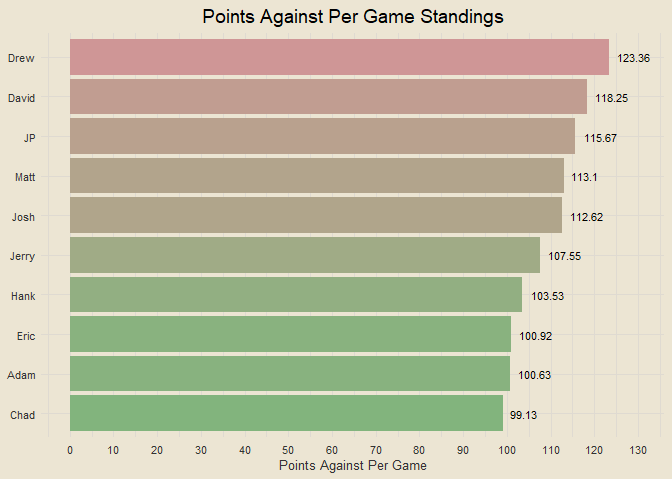 Points Against Per Game Standings
Drew 123.36
David 118.25
JP 115.67
Matt 113.1
Josh 112.62
Jerry 107.55
Hank 103.53
Eric 100.92
Adam 100.63
Chad 99.13
0 10 20 30 40 50 60 70 80 90 100 110 120 130
Points Against Per Game